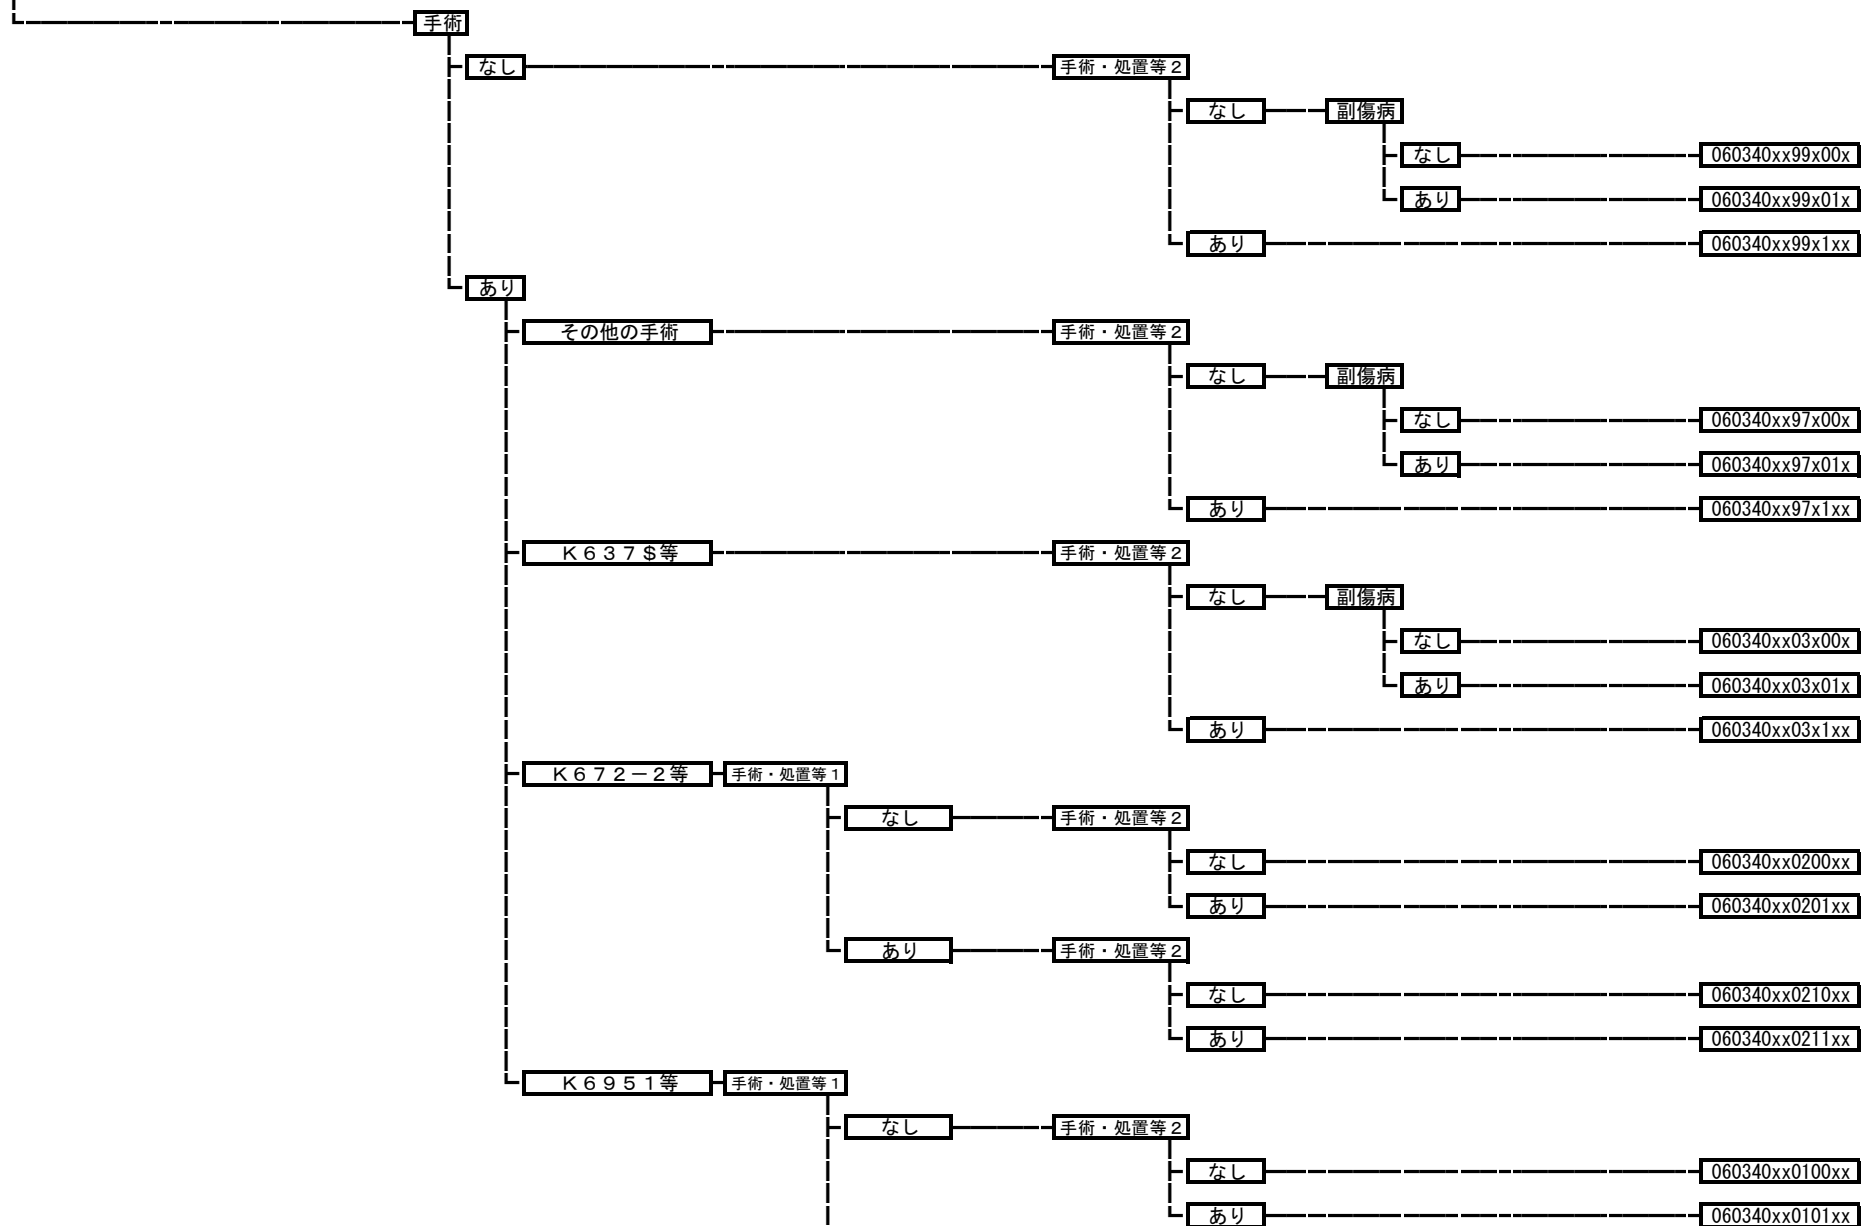 手術
なし 手術・処置等2
なし 副傷病
なし 060340xx99x00x
あり 060340xx99x01x
あり 060340xx99x1xx
あり
その他の手術 手術・処置等2
なし 副傷病
なし 060340xx97x00x
あり 060340xx97x01x
あり 060340xx97x1xx
K637$等 手術・処置等2
なし 副傷病
なし 060340xx03x00x
あり 060340xx03x01x
あり 060340xx03x1xx
K672-2等 手術・処置等1
なし 手術・処置等2
なし 060340xx0200xx
あり 060340xx0201xx
あり 手術・処置等2
なし 060340xx0210xx
あり 060340xx0211xx
K6951等 手術・処置等1
なし 手術・処置等2
なし 060340xx0100xx
あり 060340xx0101xx